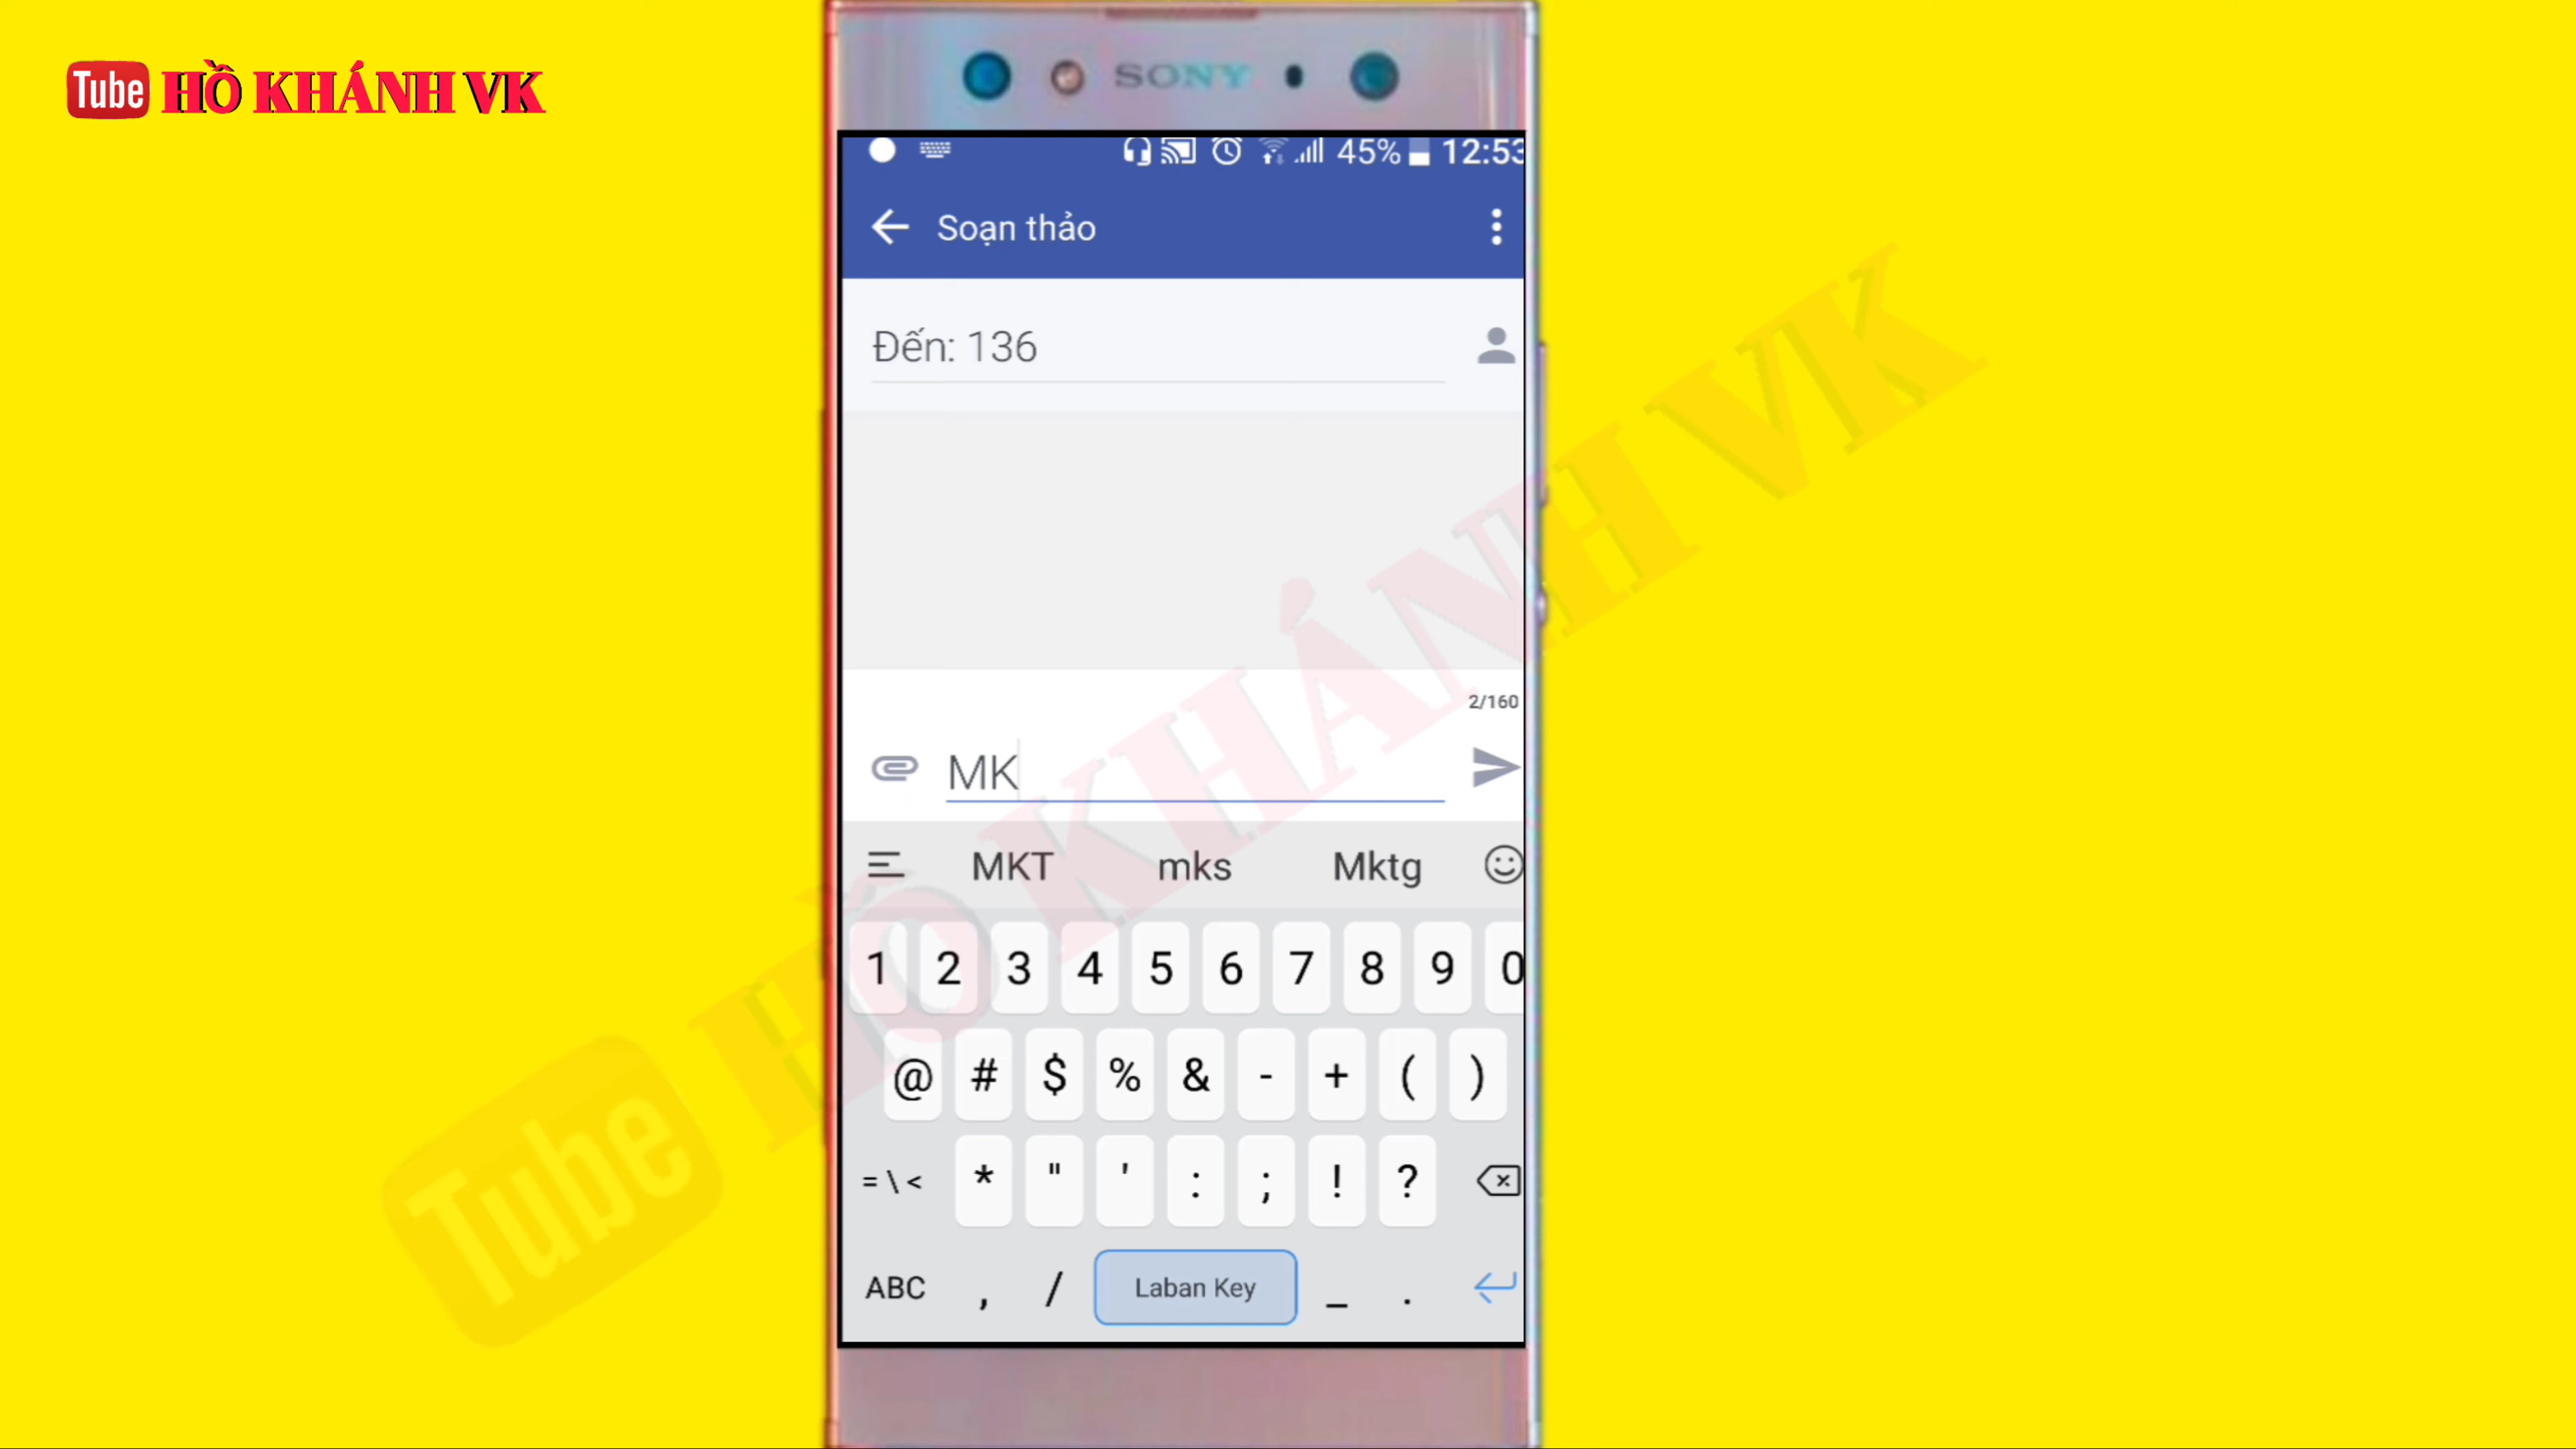 Tube HỒ KHÁNH VK
SONY
45% 12:53
Soạn thảo
Đến: 136
2/160
MK
MKT mks Mktg
1 2 3 4 5 6 7 8 9 0
@ # $ % & - + ( )
= \ < * " ' : ; ! ?
ABC , / Laban Key _ .
Tube HỒ KHÁNH VK